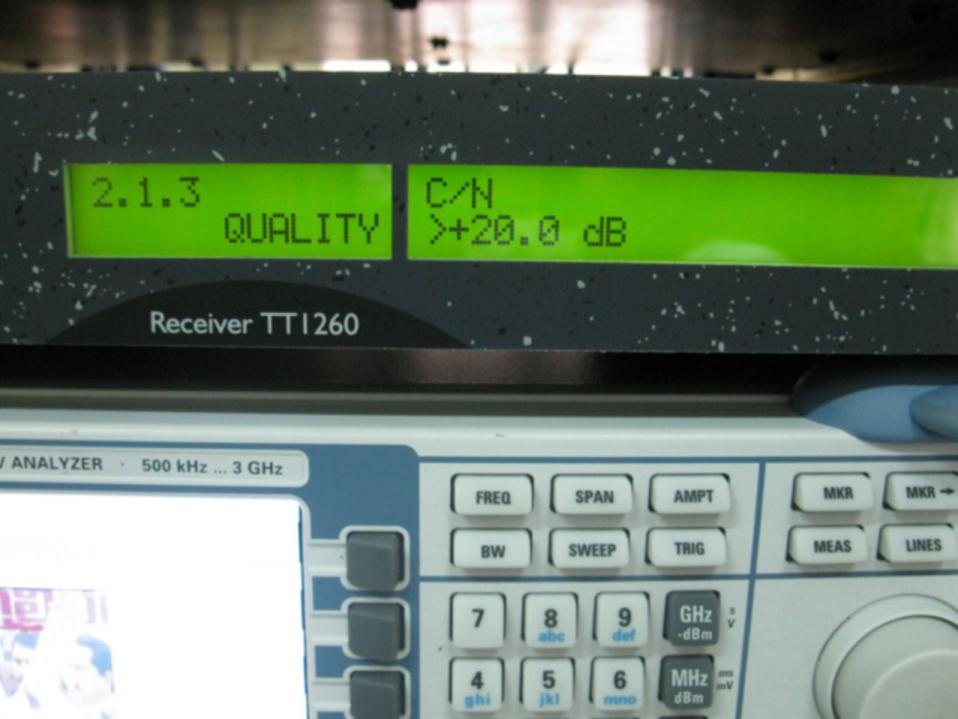 2.1.3
QUALITY
C/N
>+20.0 dB
Receiver TT1260
ANALYZER · 500 kHz ... 3 GHz
FREQ SPAN AMPT
BW SWEEP TRIG
MKR MKR→
MEAS LINES
7 8 abc 9 def GHz -dBm s V
4 ghi 5 jkl 6 mno MHz dBm ms mV